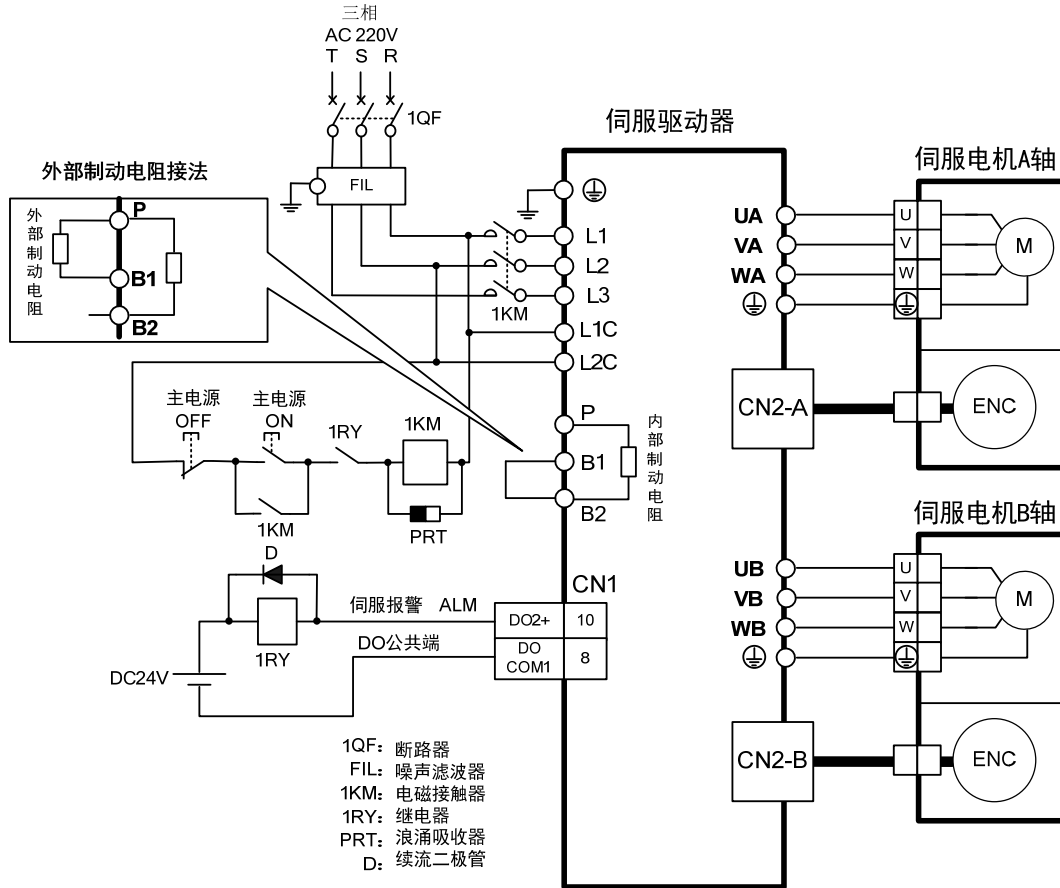 三相
AC 220V
T S R
1QF
伺服驱动器
伺服电机A轴
外部制动电阻接法
FIL
P
外部制动电阻
B1
B2
L1
L2
L3
1KM
L1C
L2C
UA
VA
WA
U
V
W
M
CN2-A
ENC
主电源
OFF
主电源
ON
1RY
1KM
1KM
PRT
P
B1
B2
内部制动电阻
伺服电机B轴
UB
VB
WB
U
V
W
M
CN2-B
ENC
D
1RY
DC24V
伺服报警 ALM
DO公共端
CN1
DO2+ 10
DO
COM1 8
1QF：断路器
FIL：噪声滤波器
1KM：电磁接触器
1RY：继电器
PRT：浪涌吸收器
D：续流二极管